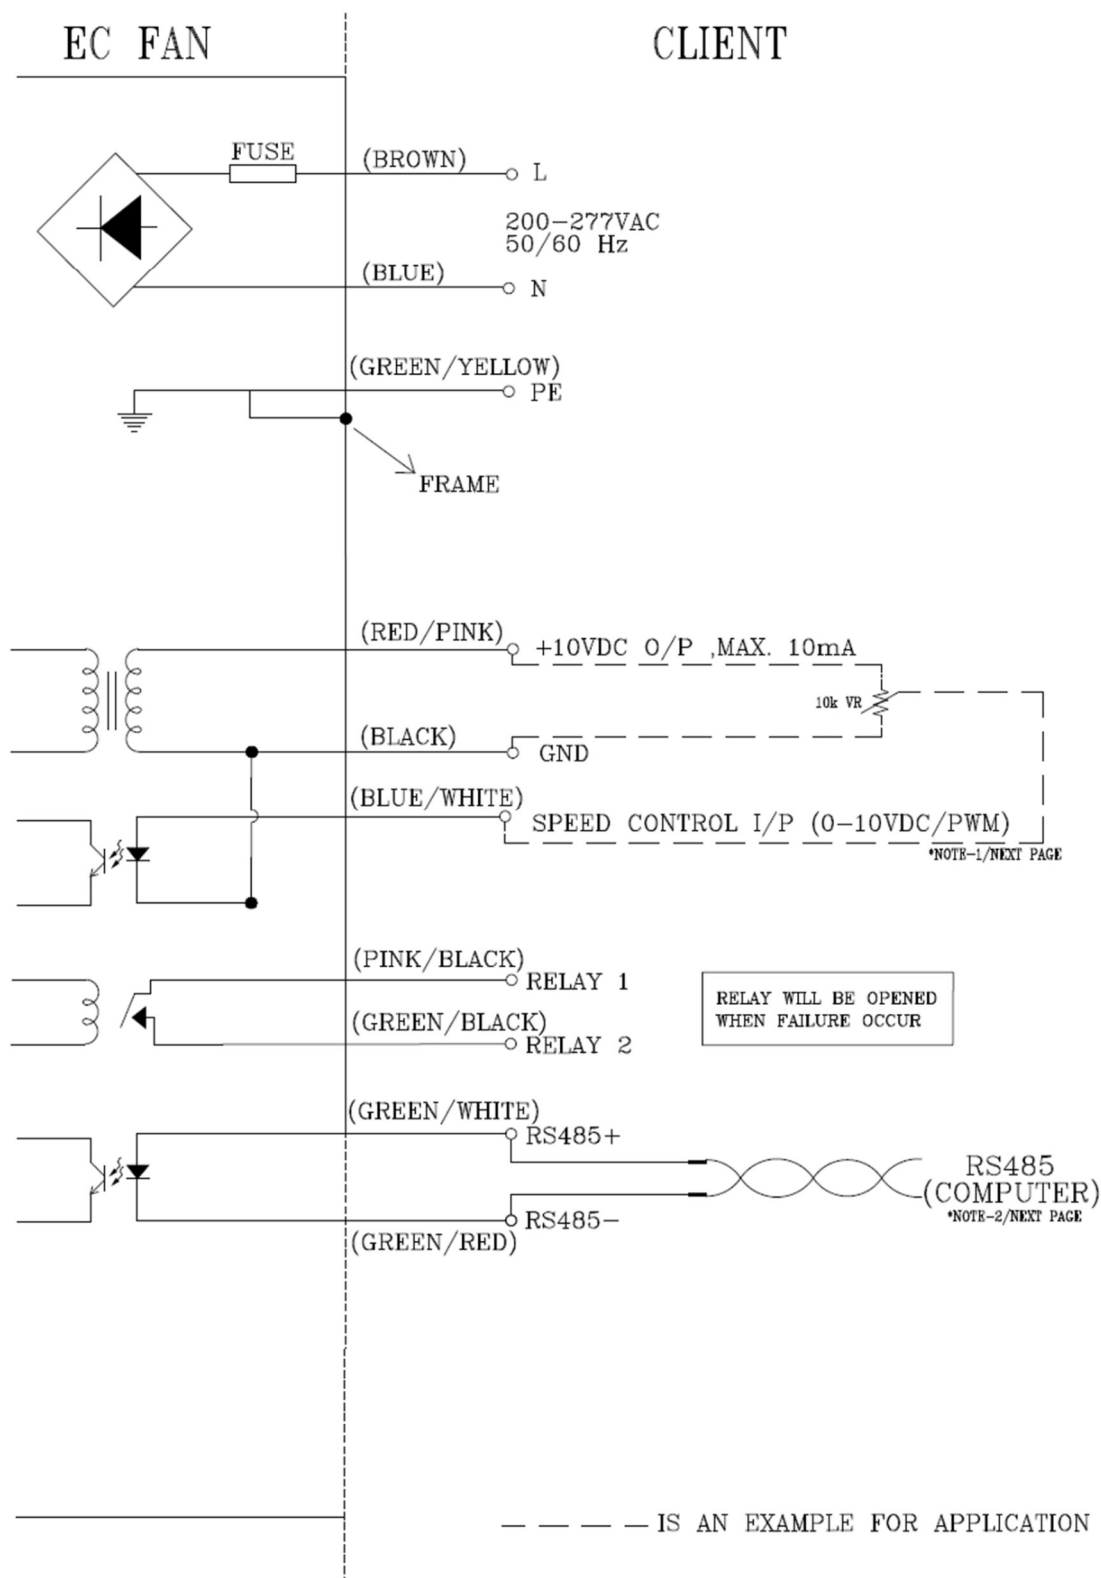 EC FAN
CLIENT
FUSE
(BROWN)
L
200-277VAC
50/60 Hz
(BLUE)
N
(GREEN/YELLOW)
PE
FRAME
(RED/PINK)
+10VDC O/P ,MAX. 10mA
10k VR
(BLACK)
GND
(BLUE/WHITE)
SPEED CONTROL I/P (0-10VDC/PWM)
*NOTE-1/NEXT PAGE
(PINK/BLACK)
RELAY 1
RELAY WILL BE OPENED
WHEN FAILURE OCCUR
(GREEN/BLACK)
RELAY 2
(GREEN/WHITE)
RS485+
RS485
(COMPUTER)
*NOTE-2/NEXT PAGE
RS485-
(GREEN/RED)
IS AN EXAMPLE FOR APPLICATION